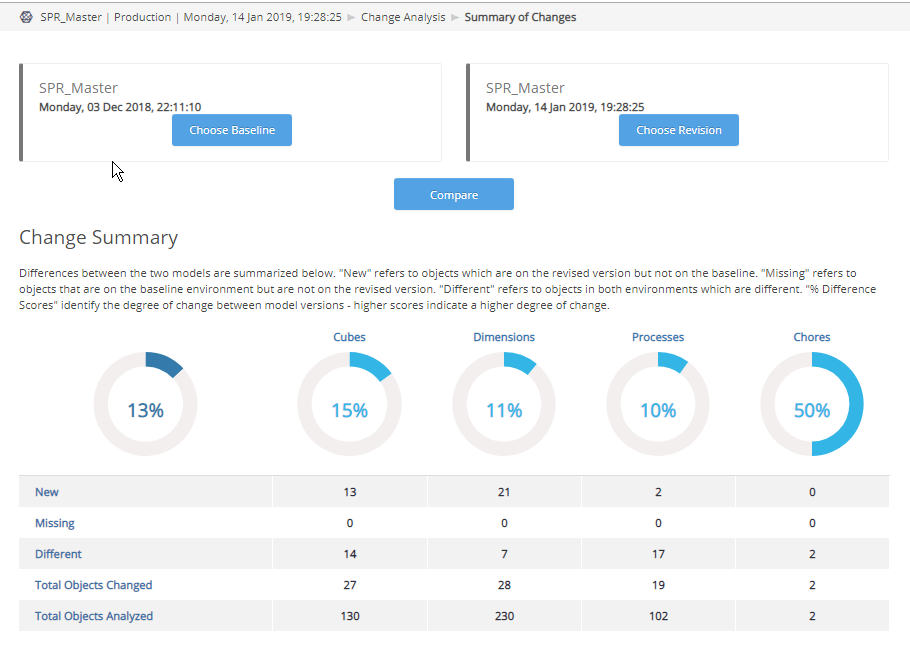 SPR_Master | Production | Monday, 14 Jan 2019, 19:28:25 ► Change Analysis ► Summary of Changes
SPR_Master
Monday, 03 Dec 2018, 22:11:10
Choose Baseline
SPR_Master
Monday, 14 Jan 2019, 19:28:25
Choose Revision
Compare
Change Summary
Differences between the two models are summarized below. "New" refers to objects which are on the revised version but not on the baseline. "Missing" refers to
objects that are on the baseline environment but are not on the revised version. "Different" refers to objects in both environments which are different. "% Difference
Scores" identify the degree of change between model versions - higher scores indicate a higher degree of change.
Cubes Dimensions Processes Chores
13% 15% 11% 10% 50%
New 13 21 2 0
Missing 0 0 0 0
Different 14 7 17 2
Total Objects Changed 27 28 19 2
Total Objects Analyzed 130 230 102 2